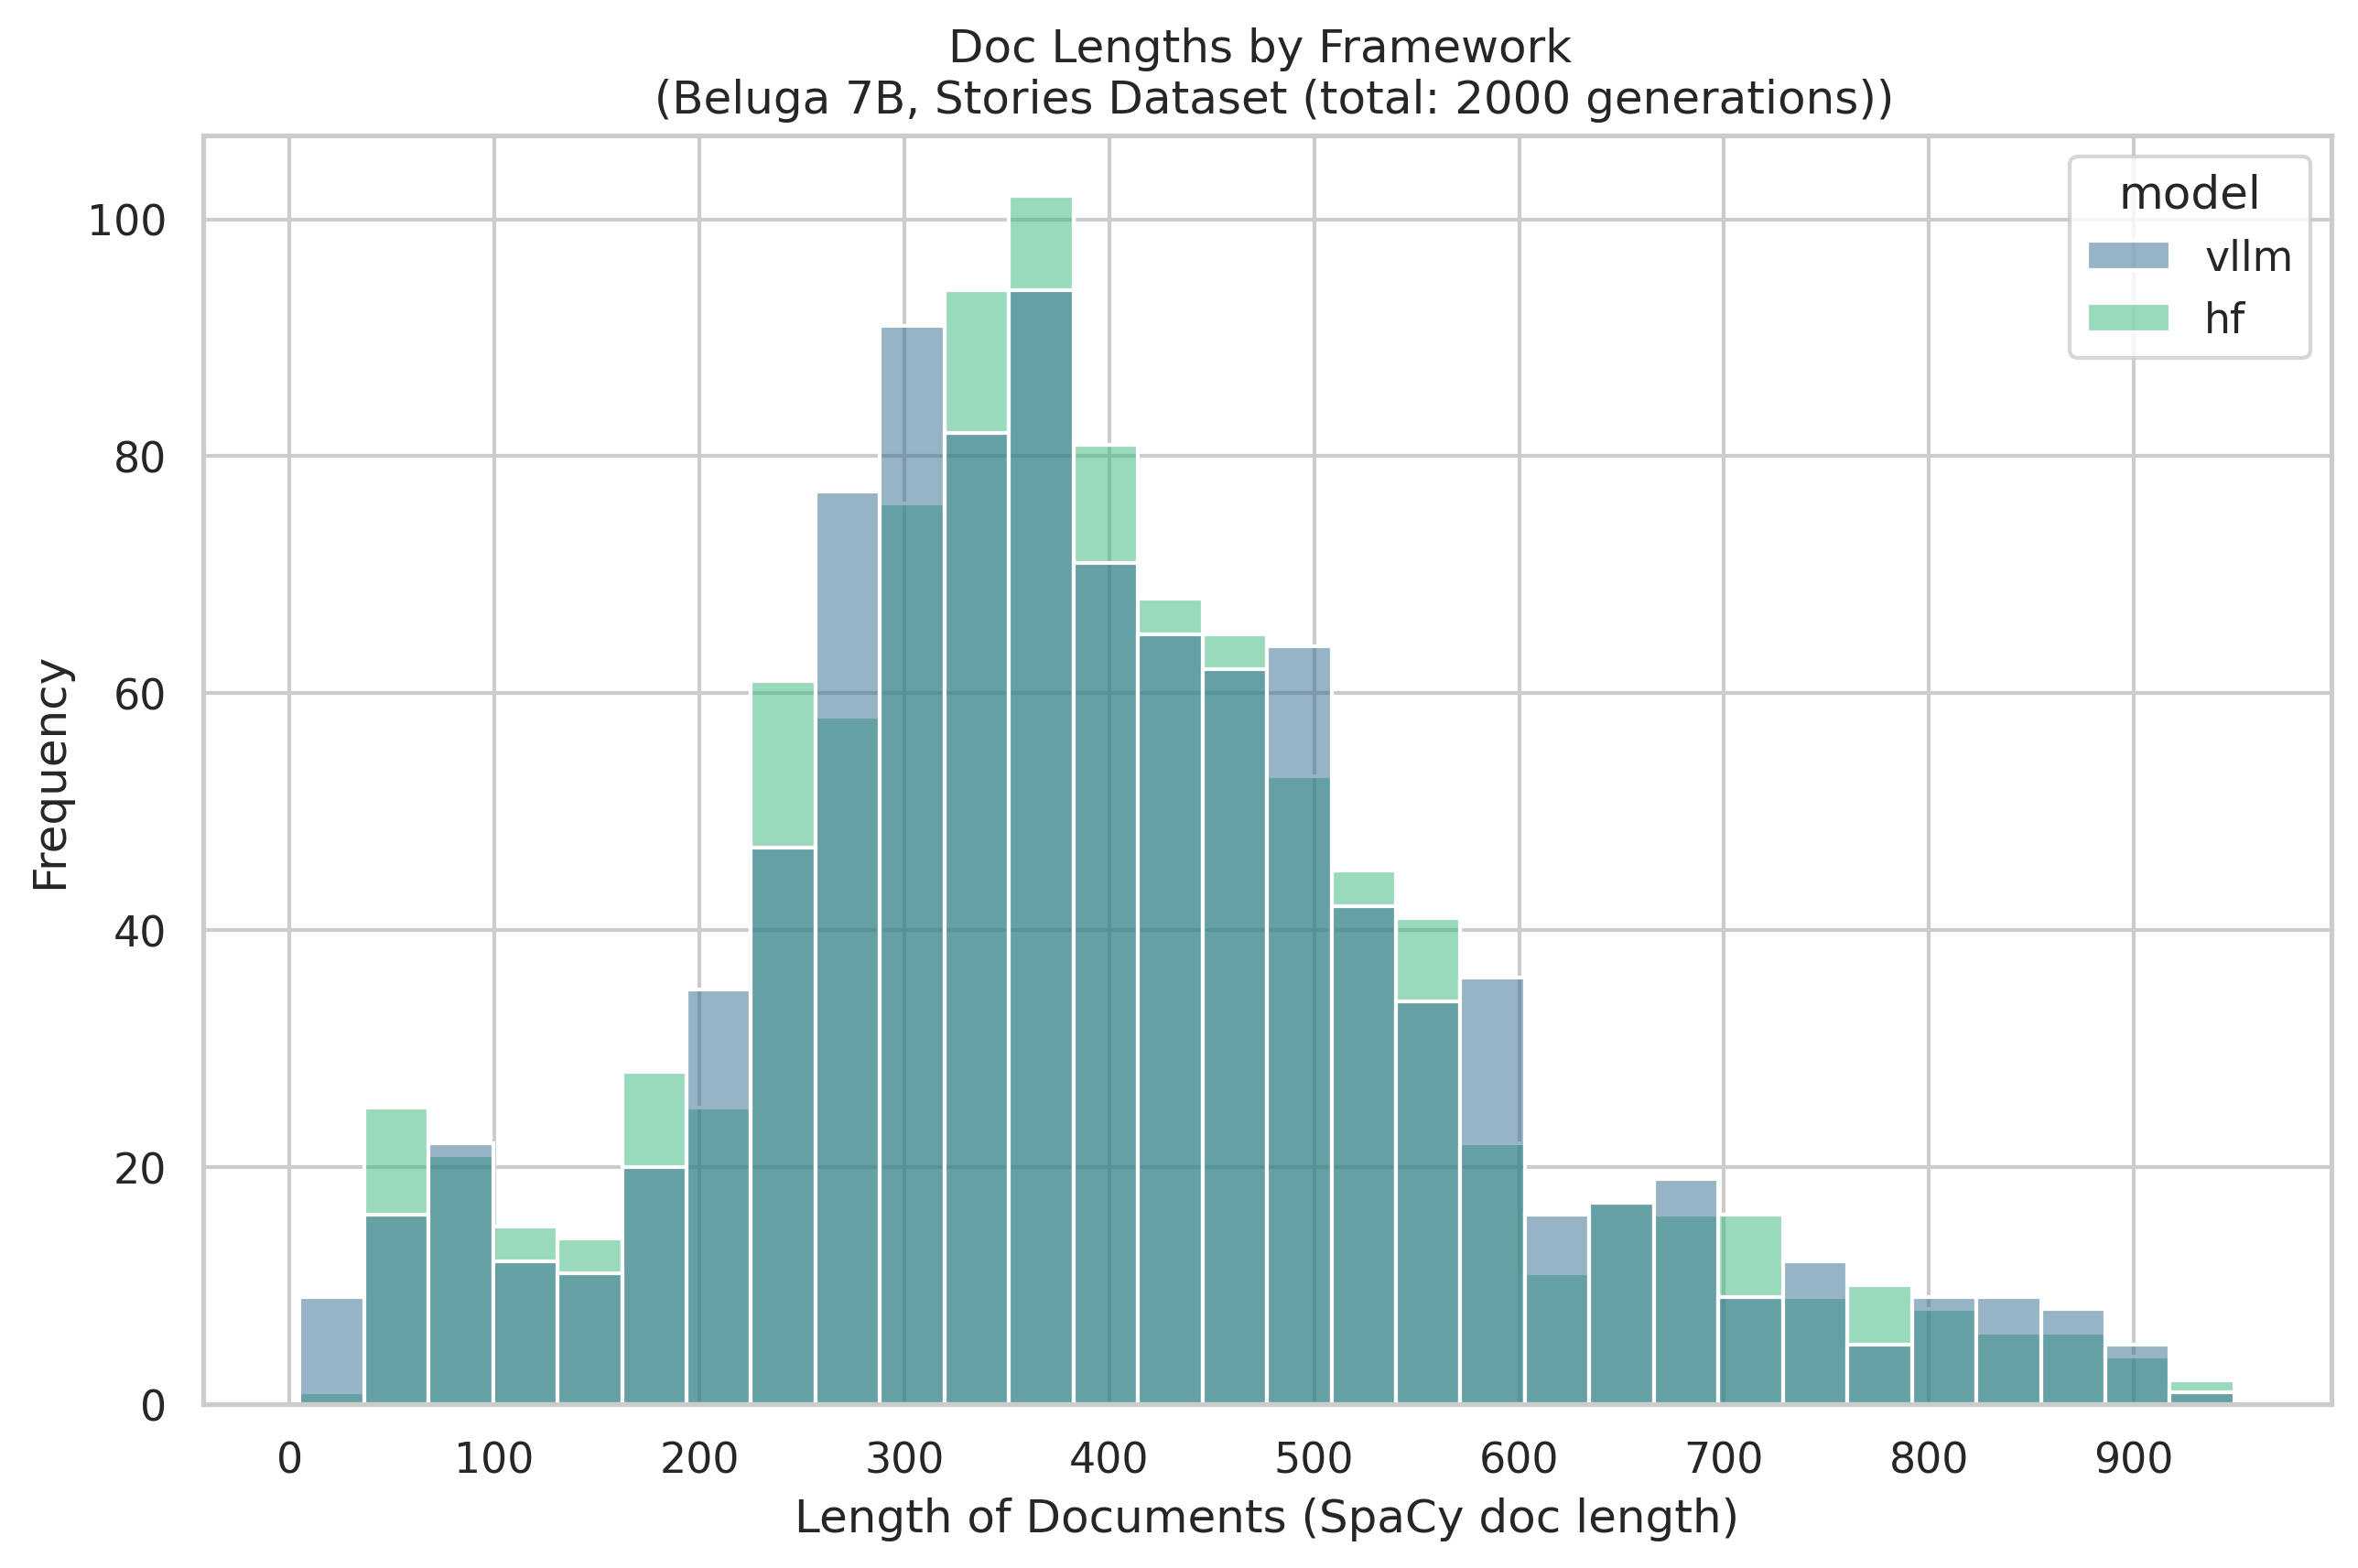 Doc Lengths by Framework
(Beluga 7B, Stories Dataset (total: 2000 generations))
model
vllm
hf
Frequency
100
80
60
40
20
0
0 100 200 300 400 500 600 700 800 900
Length of Documents (SpaCy doc length)